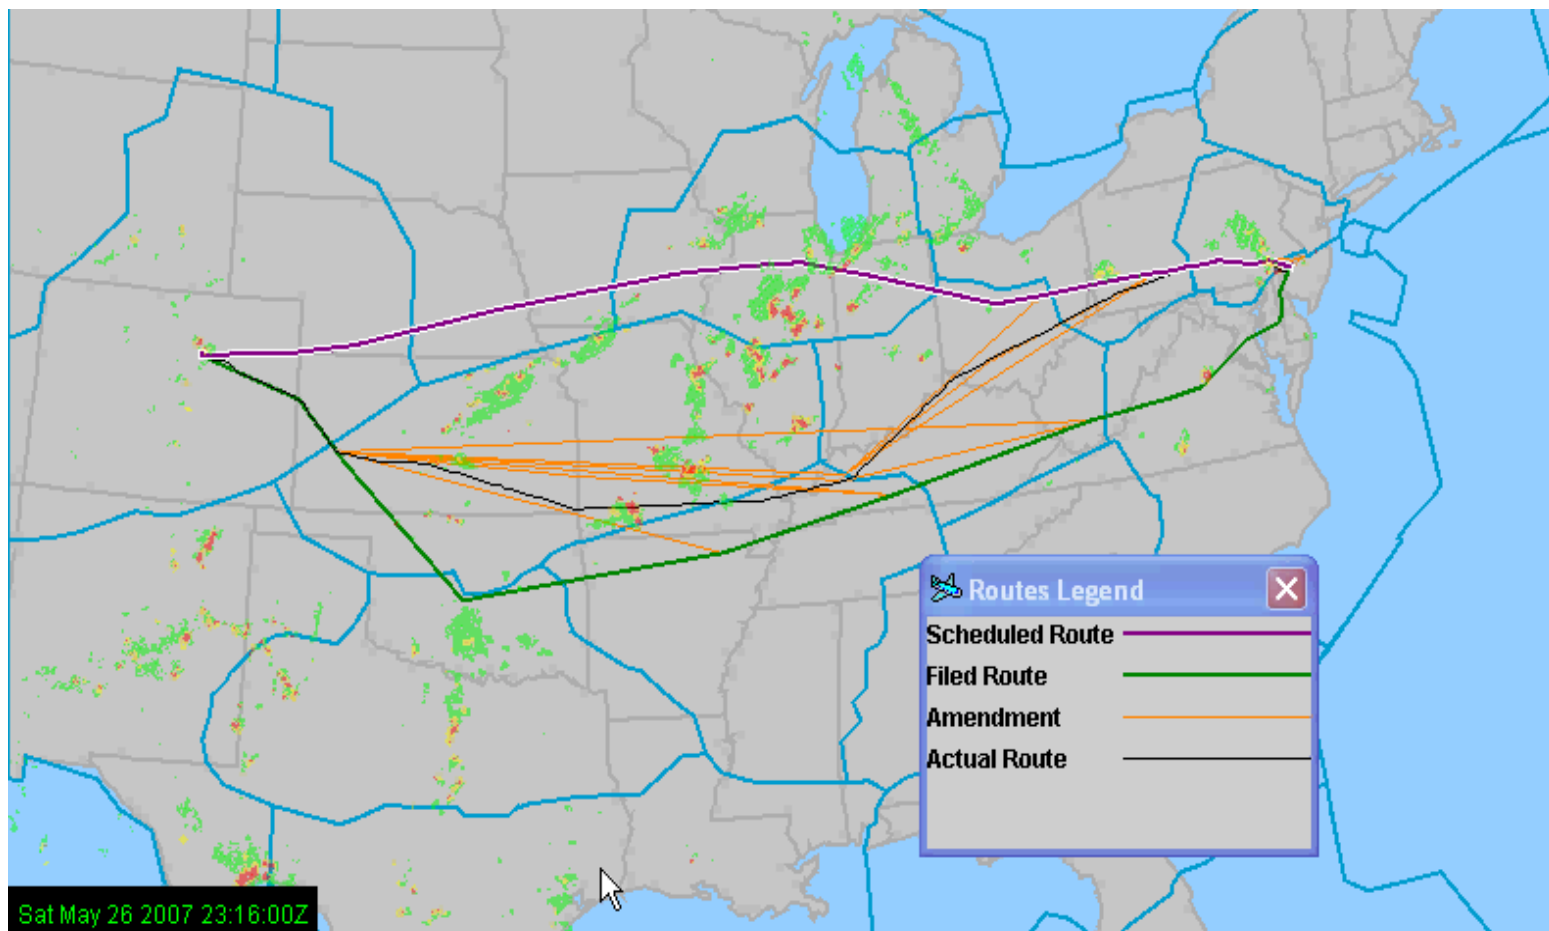 Routes Legend
Scheduled Route
Filed Route
Amendment
Actual Route
Sat May 26 2007 23:16:00Z